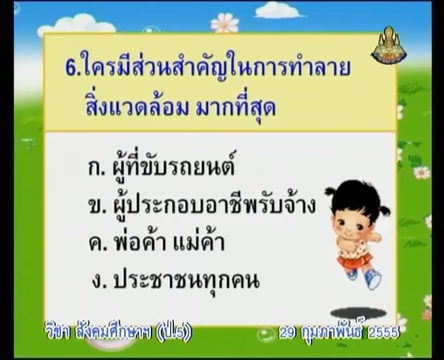 6.ใครมีส่วนสำคัญในการทำลาย
สิ่งแวดล้อม มากที่สุด
ก. ผู้ที่ขับรถยนต์
ข. ผู้ประกอบอาชีพรับจ้าง
ค. พ่อค้า แม่ค้า
ง. ประชาชนทุกคน
วิชา สังคมศึกษาฯ (ป.5)
29 กุมภาพันธ์ 2555